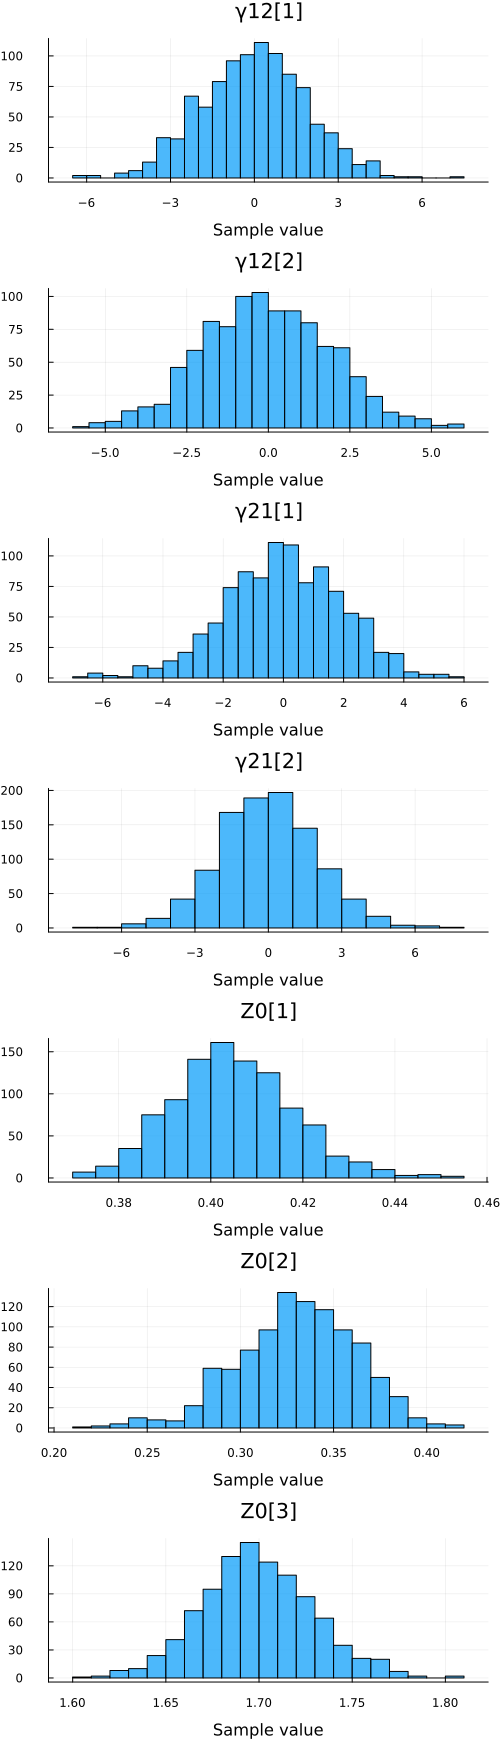 γ12[1]
100
75
50
25
0
−6 −3 0 3 6
Sample value
γ12[2]
100
75
50
25
0
−5.0 −2.5 0.0 2.5 5.0
Sample value
γ21[1]
100
75
50
25
0
−6 −4 −2 0 2 4 6
Sample value
γ21[2]
200
150
100
50
0
−6 −3 0 3 6
Sample value
Z0[1]
150
100
50
0
0.38 0.40 0.42 0.44 0.46
Sample value
Z0[2]
120
100
80
60
40
20
0
0.20 0.25 0.30 0.35 0.40
Sample value
Z0[3]
120
90
60
30
0
1.60 1.65 1.70 1.75 1.80
Sample value